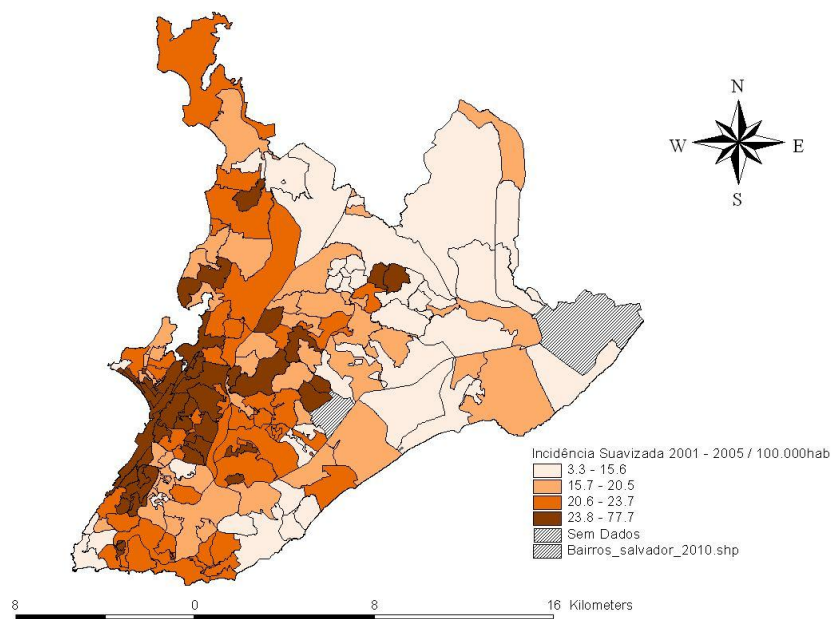 N
W E
S
Incidência Suavizada 2001 - 2005 / 100.000hab
3.3 - 15.6
15.7 - 20.5
20.6 - 23.7
23.8 - 77.7
Sem Dados
Bairros_salvador_2010.shp
8 0 8 16 Kilometers